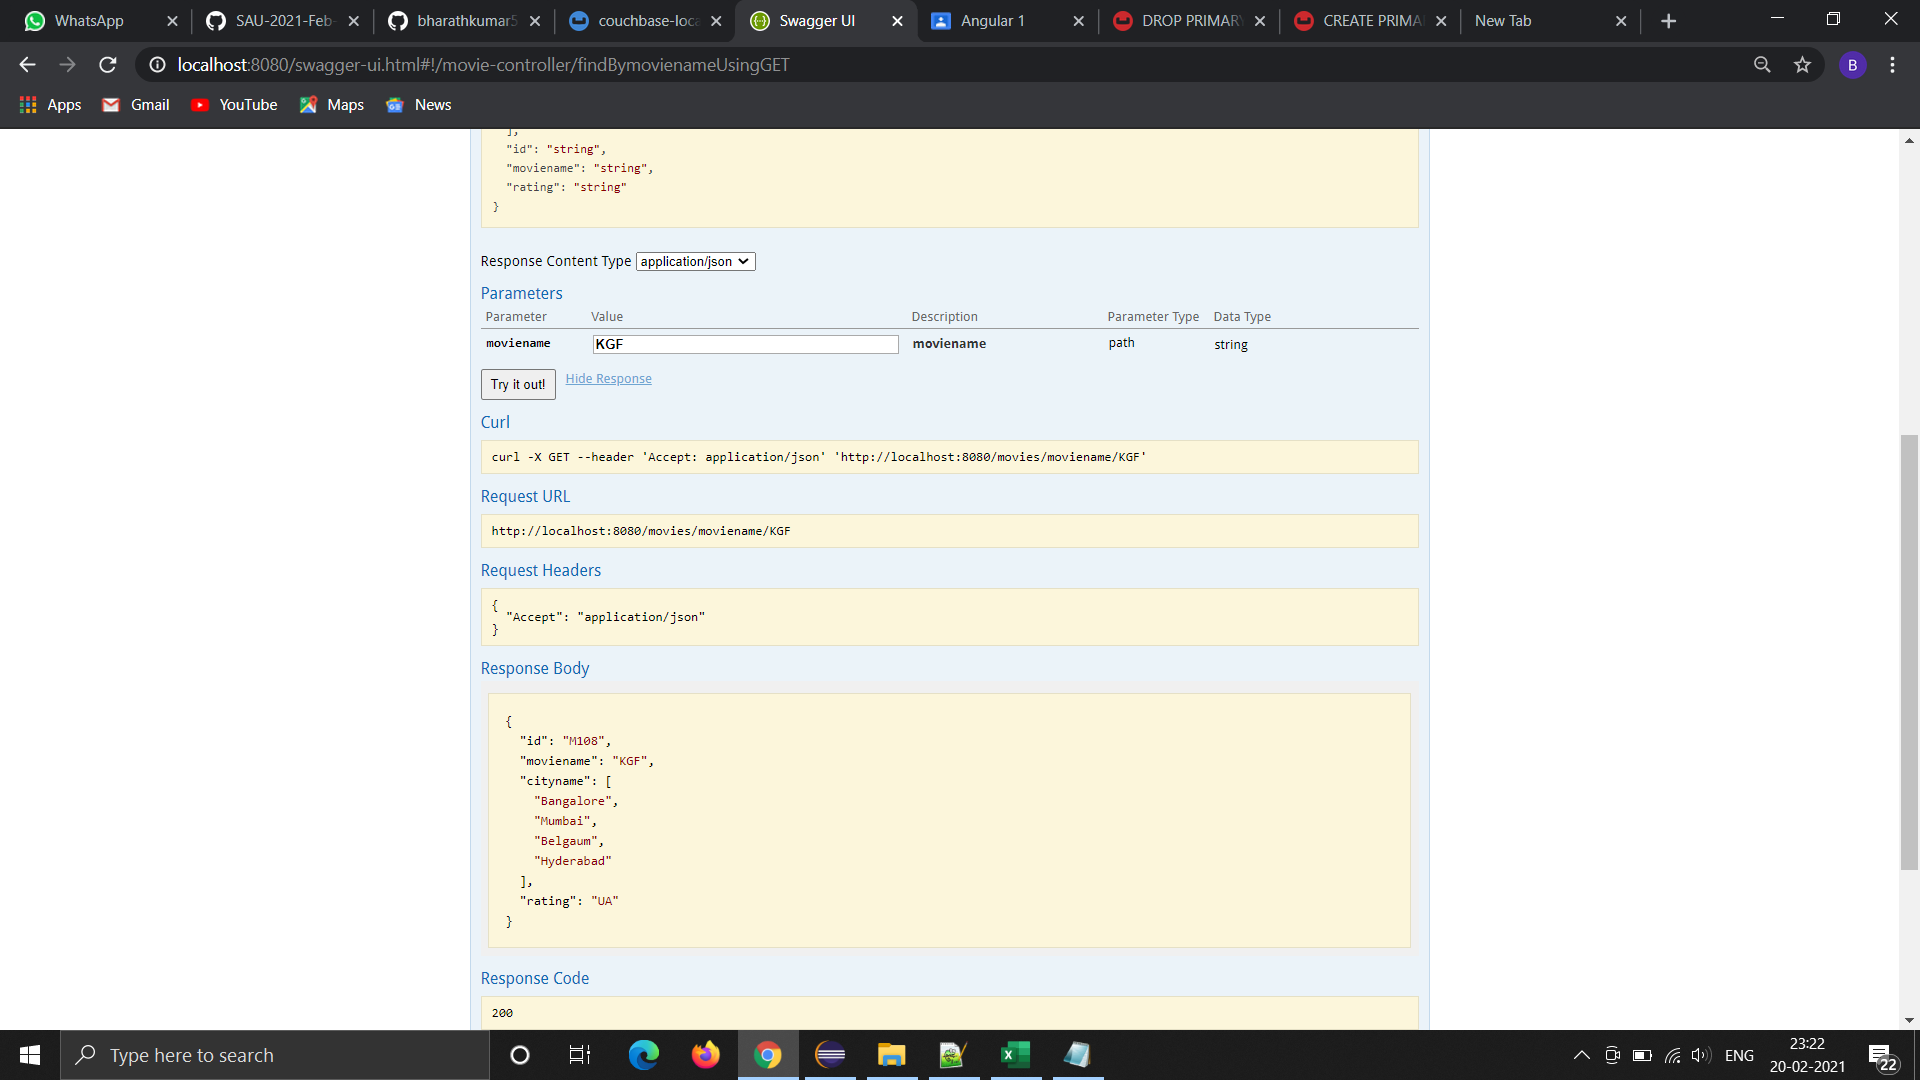 WhatsApp
SAU-2021-Feb-
bharathkumar5
couchbase-loca
Swagger UI
Angular 1
DROP PRIMARY
CREATE PRIMA
New Tab
localhost:8080/swagger-ui.html#!/movie-controller/findBymovienameUsingGET
B
Apps
Gmail
YouTube
Maps
News
],
"id": "string",
"moviename": "string",
"rating": "string"
}
Response Content Type application/json
Parameters
Parameter Value Description Parameter Type Data Type
moviename KGF moviename path string
Try it out! Hide Response
Curl
curl -X GET --header 'Accept: application/json' 'http://localhost:8080/movies/moviename/KGF'
Request URL
http://localhost:8080/movies/moviename/KGF
Request Headers
{
"Accept": "application/json"
}
Response Body
{
"id": "M108",
"moviename": "KGF",
"cityname": [
"Bangalore",
"Mumbai",
"Belgaum",
"Hyderabad"
],
"rating": "UA"
}
Response Code
200
Type here to search
ENG
23:22
20-02-2021
22